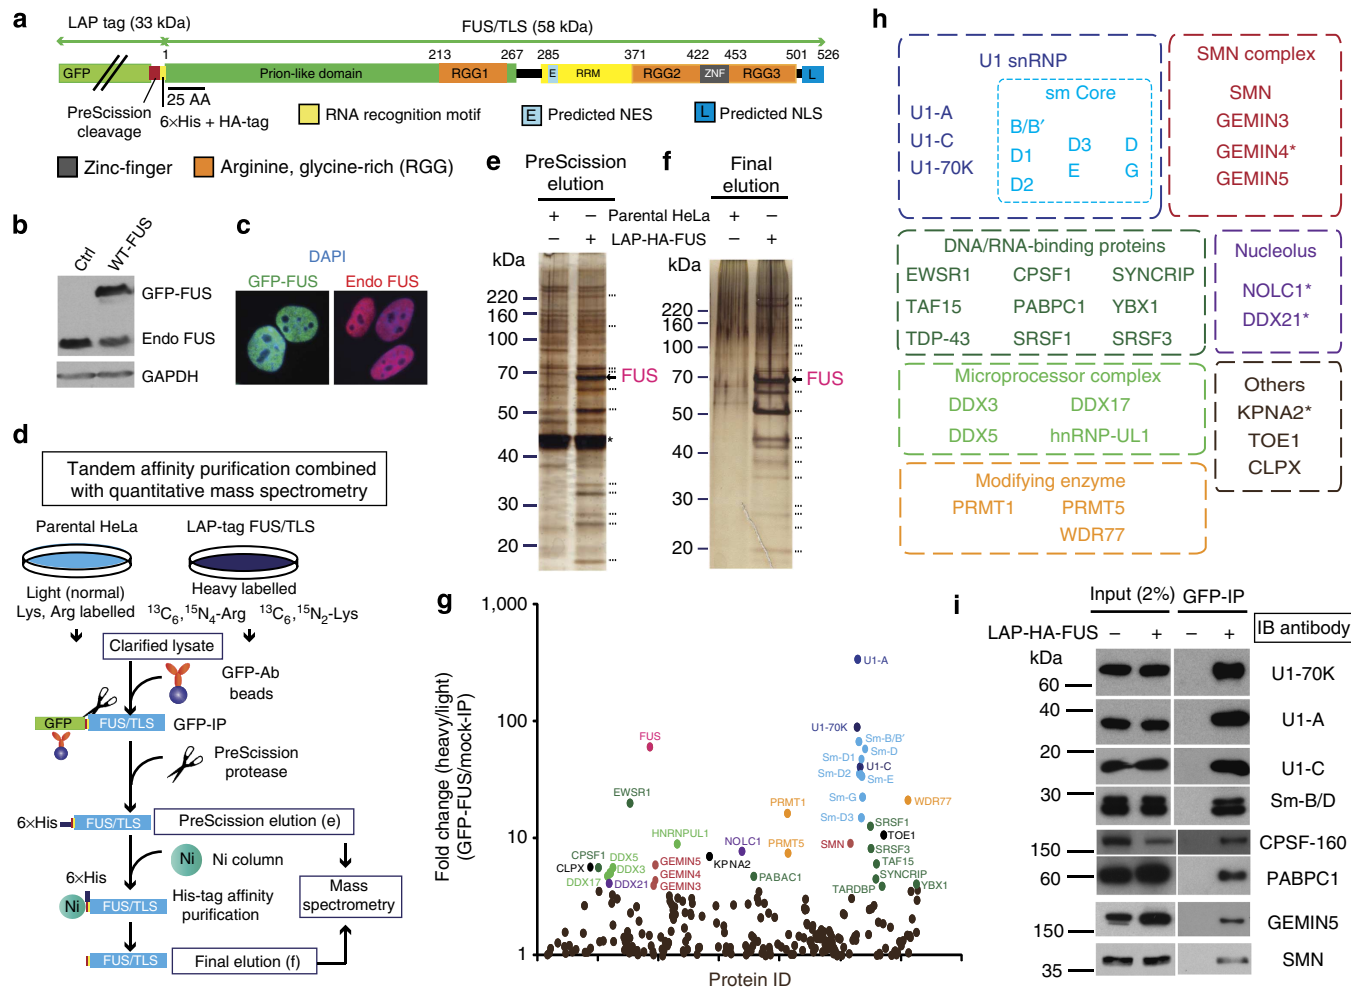 a
LAP tag (33 kDa)
FUS/TLS (58 kDa)
1 213 267 285 371 422 453 501 526
GFP
Prion-like domain
RGG1
E
RRM
RGG2
ZNF
RGG3
L
PreScission
cleavage
25 AA
6×His + HA-tag
RNA recognition motif
E Predicted NES
L Predicted NLS
Zinc-finger
Arginine, glycine-rich (RGG)
b
Ctrl
WT-FUS
GFP-FUS
Endo FUS
GAPDH
c
DAPI
GFP-FUS
Endo FUS
d
Tandem affinity purification combined
with quantitative mass spectrometry
Parental HeLa
LAP-tag FUS/TLS
Light (normal)
Lys, Arg labelled
Heavy labelled
¹³C₆,¹⁵N₄-Arg ¹³C₆,¹⁵N₂-Lys
Clarified lysate
GFP-Ab
beads
GFP
FUS/TLS
GFP-IP
PreScission
protease
6×His
FUS/TLS
PreScission elution (e)
Ni
Ni column
6×His
Ni
FUS/TLS
His-tag affinity
purification
Mass
spectrometry
FUS/TLS
Final elution (f)
e
PreScission
elution
+ −
Parental HeLa
− +
LAP-HA-FUS
kDa
220
160
100
70
50
40
30
20
FUS
*
f
Final
elution
+ −
− +
kDa
220
160
100
70
50
40
30
20
FUS
g
Fold change (heavy/light)
(GFP-FUS/mock-IP)
1,000
100
10
1
Protein ID
U1-A
U1-70K
FUS
Sm-B/B′
Sm-D
Sm-D1
U1-C
Sm-D2
Sm-E
EWSR1
Sm-G
WDR77
PRMT1
Sm-D3
SRSF1
HNRNPUL1
TOE1
NOLC1
PRMT5
SMN
SRSF3
CPSF1
DDX5
KPNA2
CLPX
DDX3
GEMIN5
TAF15
GEMIN4
SYNCRIP
DDX17
DDX21
GEMIN3
PABAC1
TARDBP
YBX1
h
U1 snRNP
U1-A
U1-C
U1-70K
sm Core
B/B′
D1
D2
D3
E
D
G
SMN complex
SMN
GEMIN3
GEMIN4*
GEMIN5
DNA/RNA-binding proteins
EWSR1 CPSF1 SYNCRIP
TAF15 PABPC1 YBX1
TDP-43 SRSF1 SRSF3
Nucleolus
NOLC1*
DDX21*
Microprocessor complex
DDX3 DDX17
DDX5 hnRNP-UL1
Others
KPNA2*
TOE1
CLPX
Modifying enzyme
PRMT1 PRMT5
WDR77
i
Input (2%) GFP-IP
LAP-HA-FUS − + − +
IB antibody
kDa
60
U1-70K
40
U1-A
20
U1-C
30
Sm-B/D
150
CPSF-160
60
PABPC1
150
GEMIN5
35
SMN